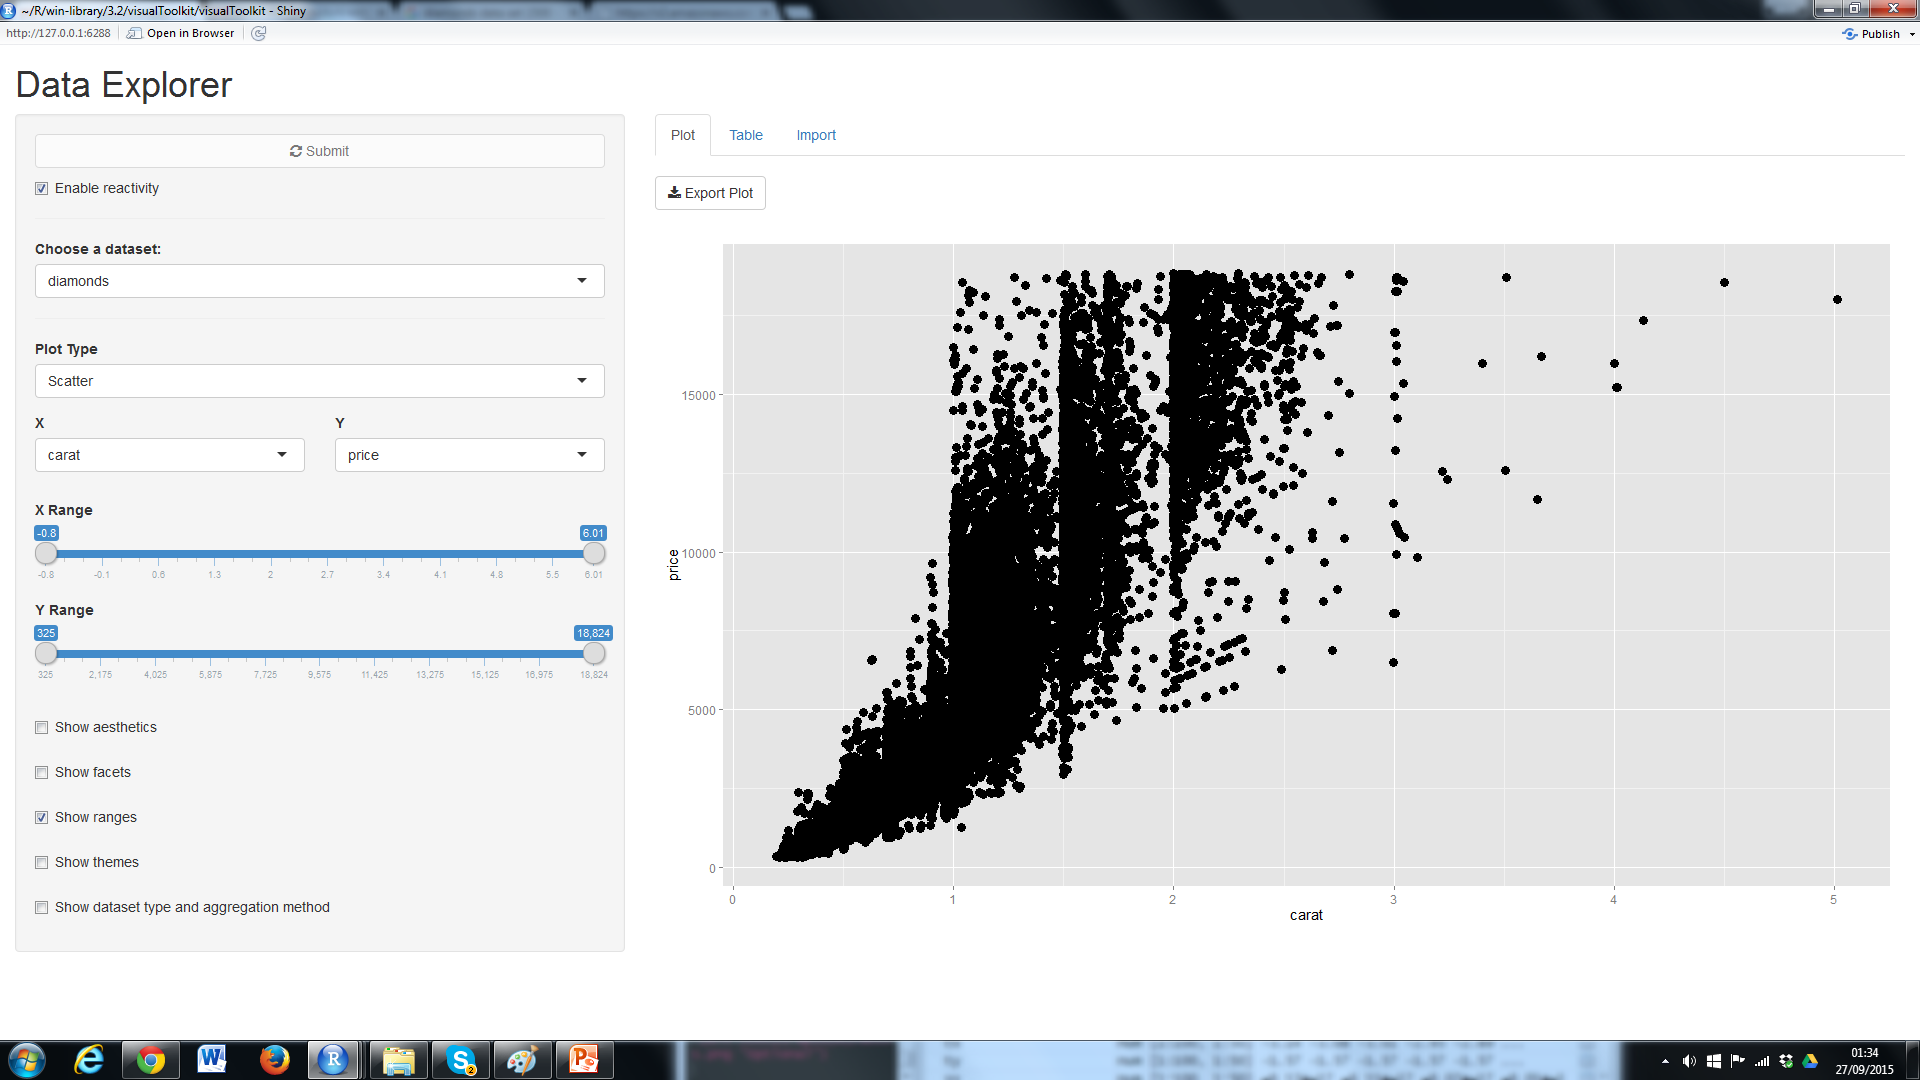 ~/R/win-library/3.2/visualToolkit/visualToolkit - Shiny
http://127.0.0.1:6288
Open in Browser
Publish
Data Explorer
Submit
Enable reactivity
Choose a dataset:
diamonds
Plot Type
Scatter
X
Y
carat
price
X Range
-0.8
6.01
-0.8 -0.1 0.6 1.3 2 2.7 3.4 4.1 4.8 5.5 6.01
Y Range
325
18,824
325 2,175 4,025 5,875 7,725 9,575 11,425 13,275 15,125 16,975 18,824
Show aesthetics
Show facets
Show ranges
Show themes
Show dataset type and aggregation method
Plot
Table
Import
Export Plot
15000
10000
5000
0
price
0 1 2 3 4 5
carat
01:34
27/09/2015